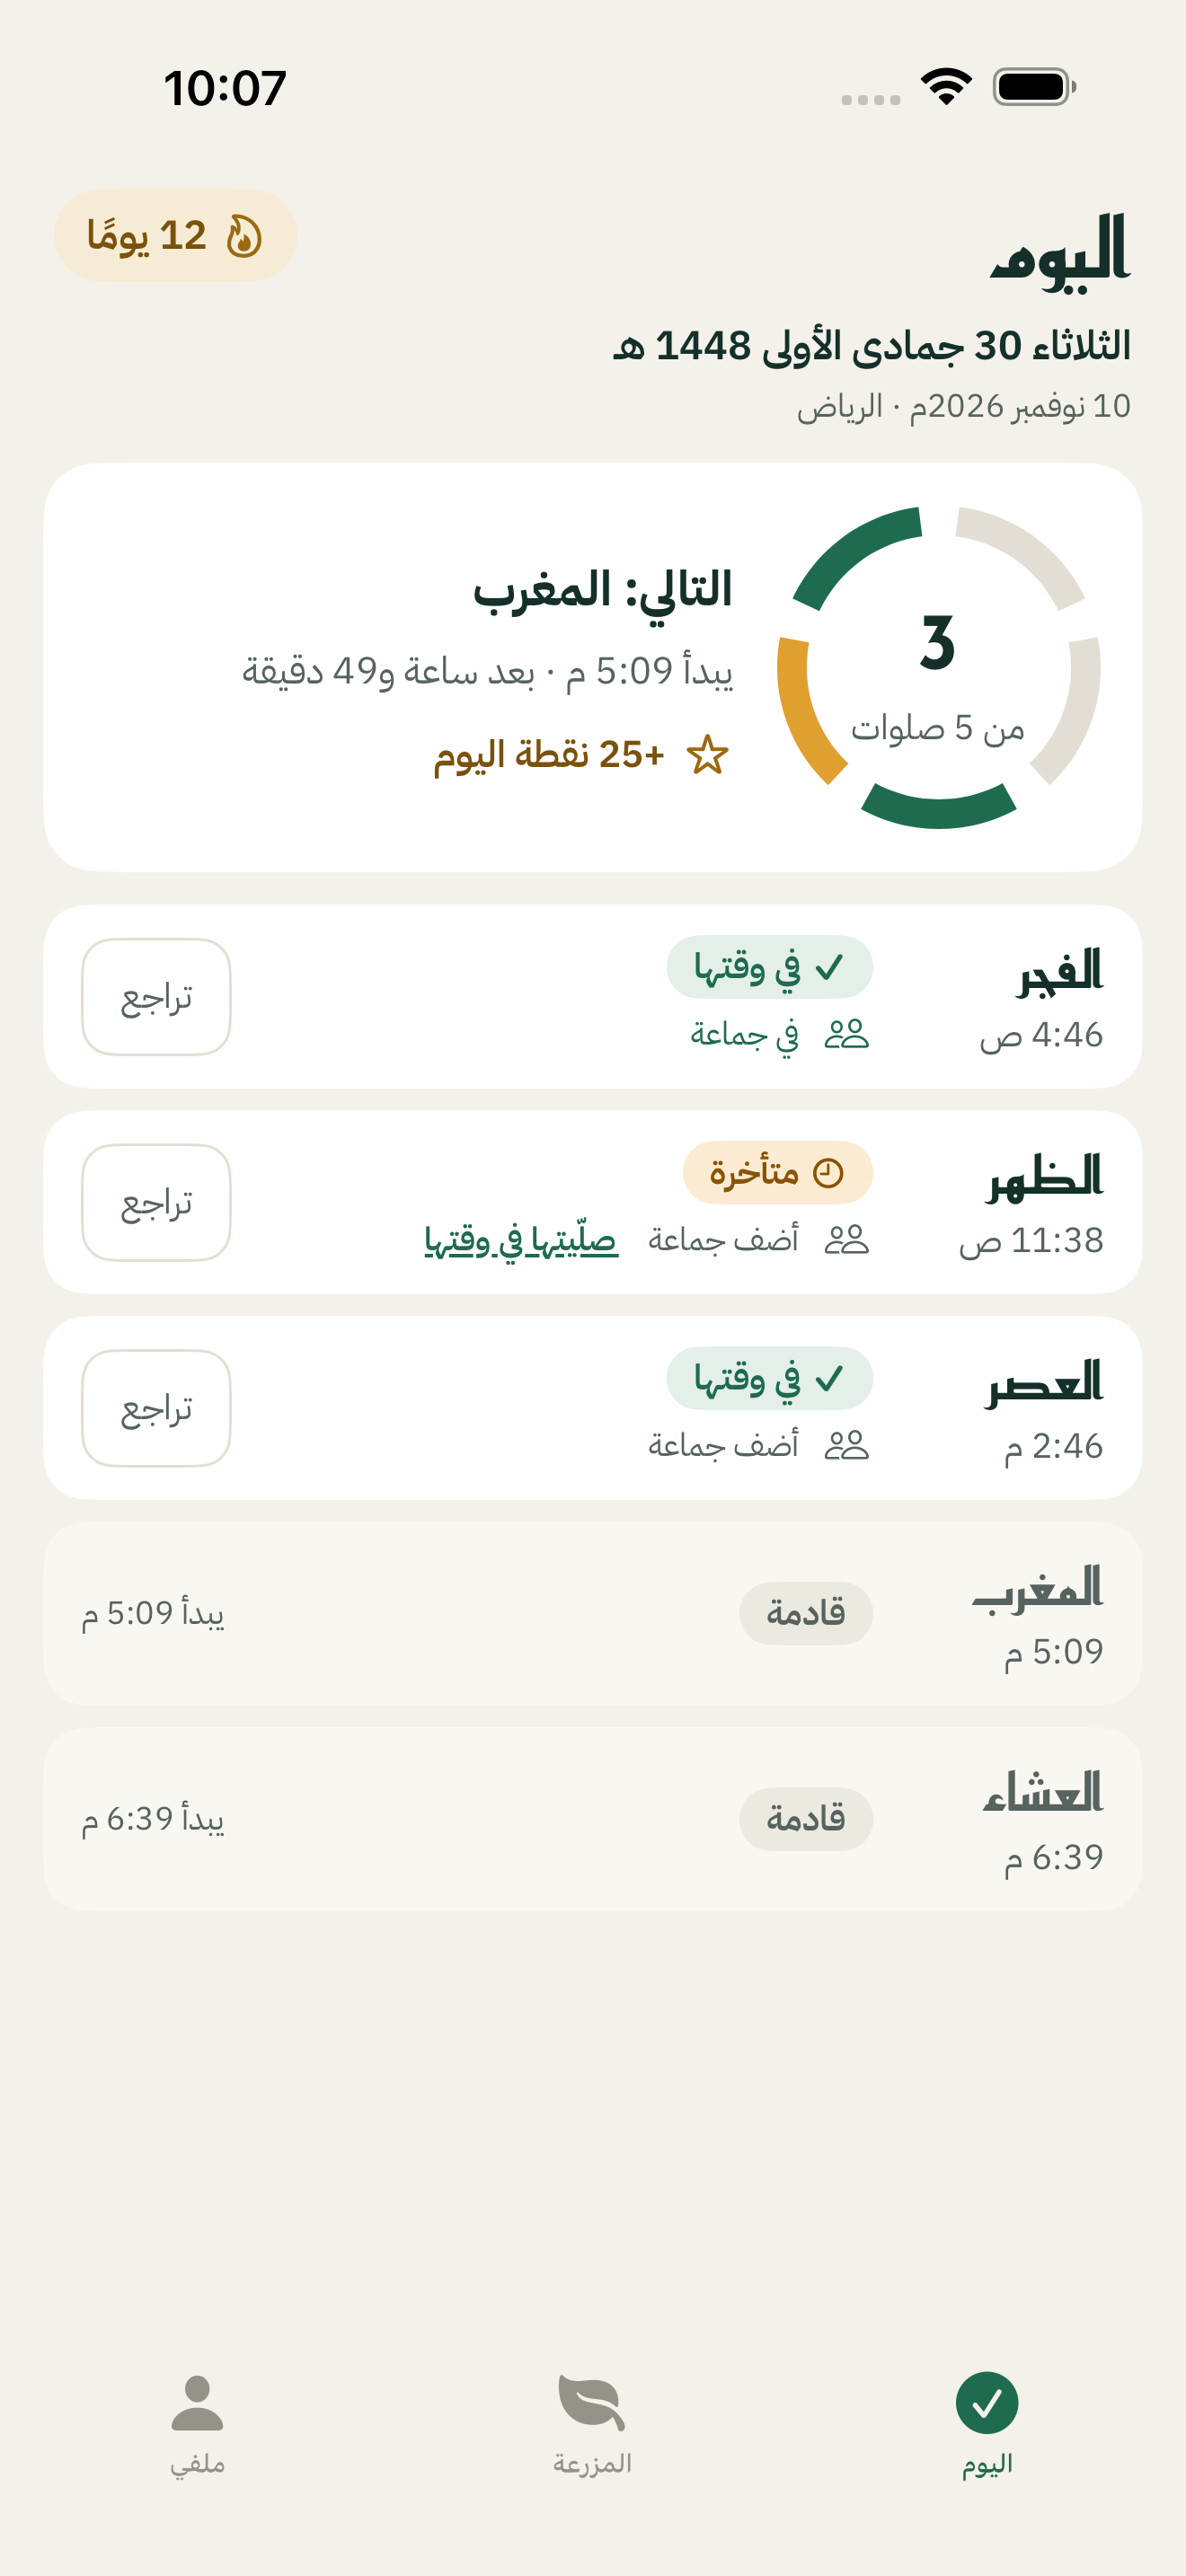 10:07
اليوم
12 يومًا
الثلاثاء 30 جمادى الأولى 1448 هـ
10 نوفمبر 2026م · الرياض
3
من 5 صلوات
التالي: المغرب
يبدأ 5:09 م · بعد ساعة و49 دقيقة
+25 نقطة اليوم
الفجر
4:46 ص
في وقتها
في جماعة
تراجع
الظهر
11:38 ص
متأخرة
أضف جماعة
صلّيتها في وقتها
تراجع
العصر
2:46 م
في وقتها
أضف جماعة
تراجع
المغرب
5:09 م
قادمة
يبدأ 5:09 م
العشاء
6:39 م
قادمة
يبدأ 6:39 م
اليوم
المزرعة
ملفي